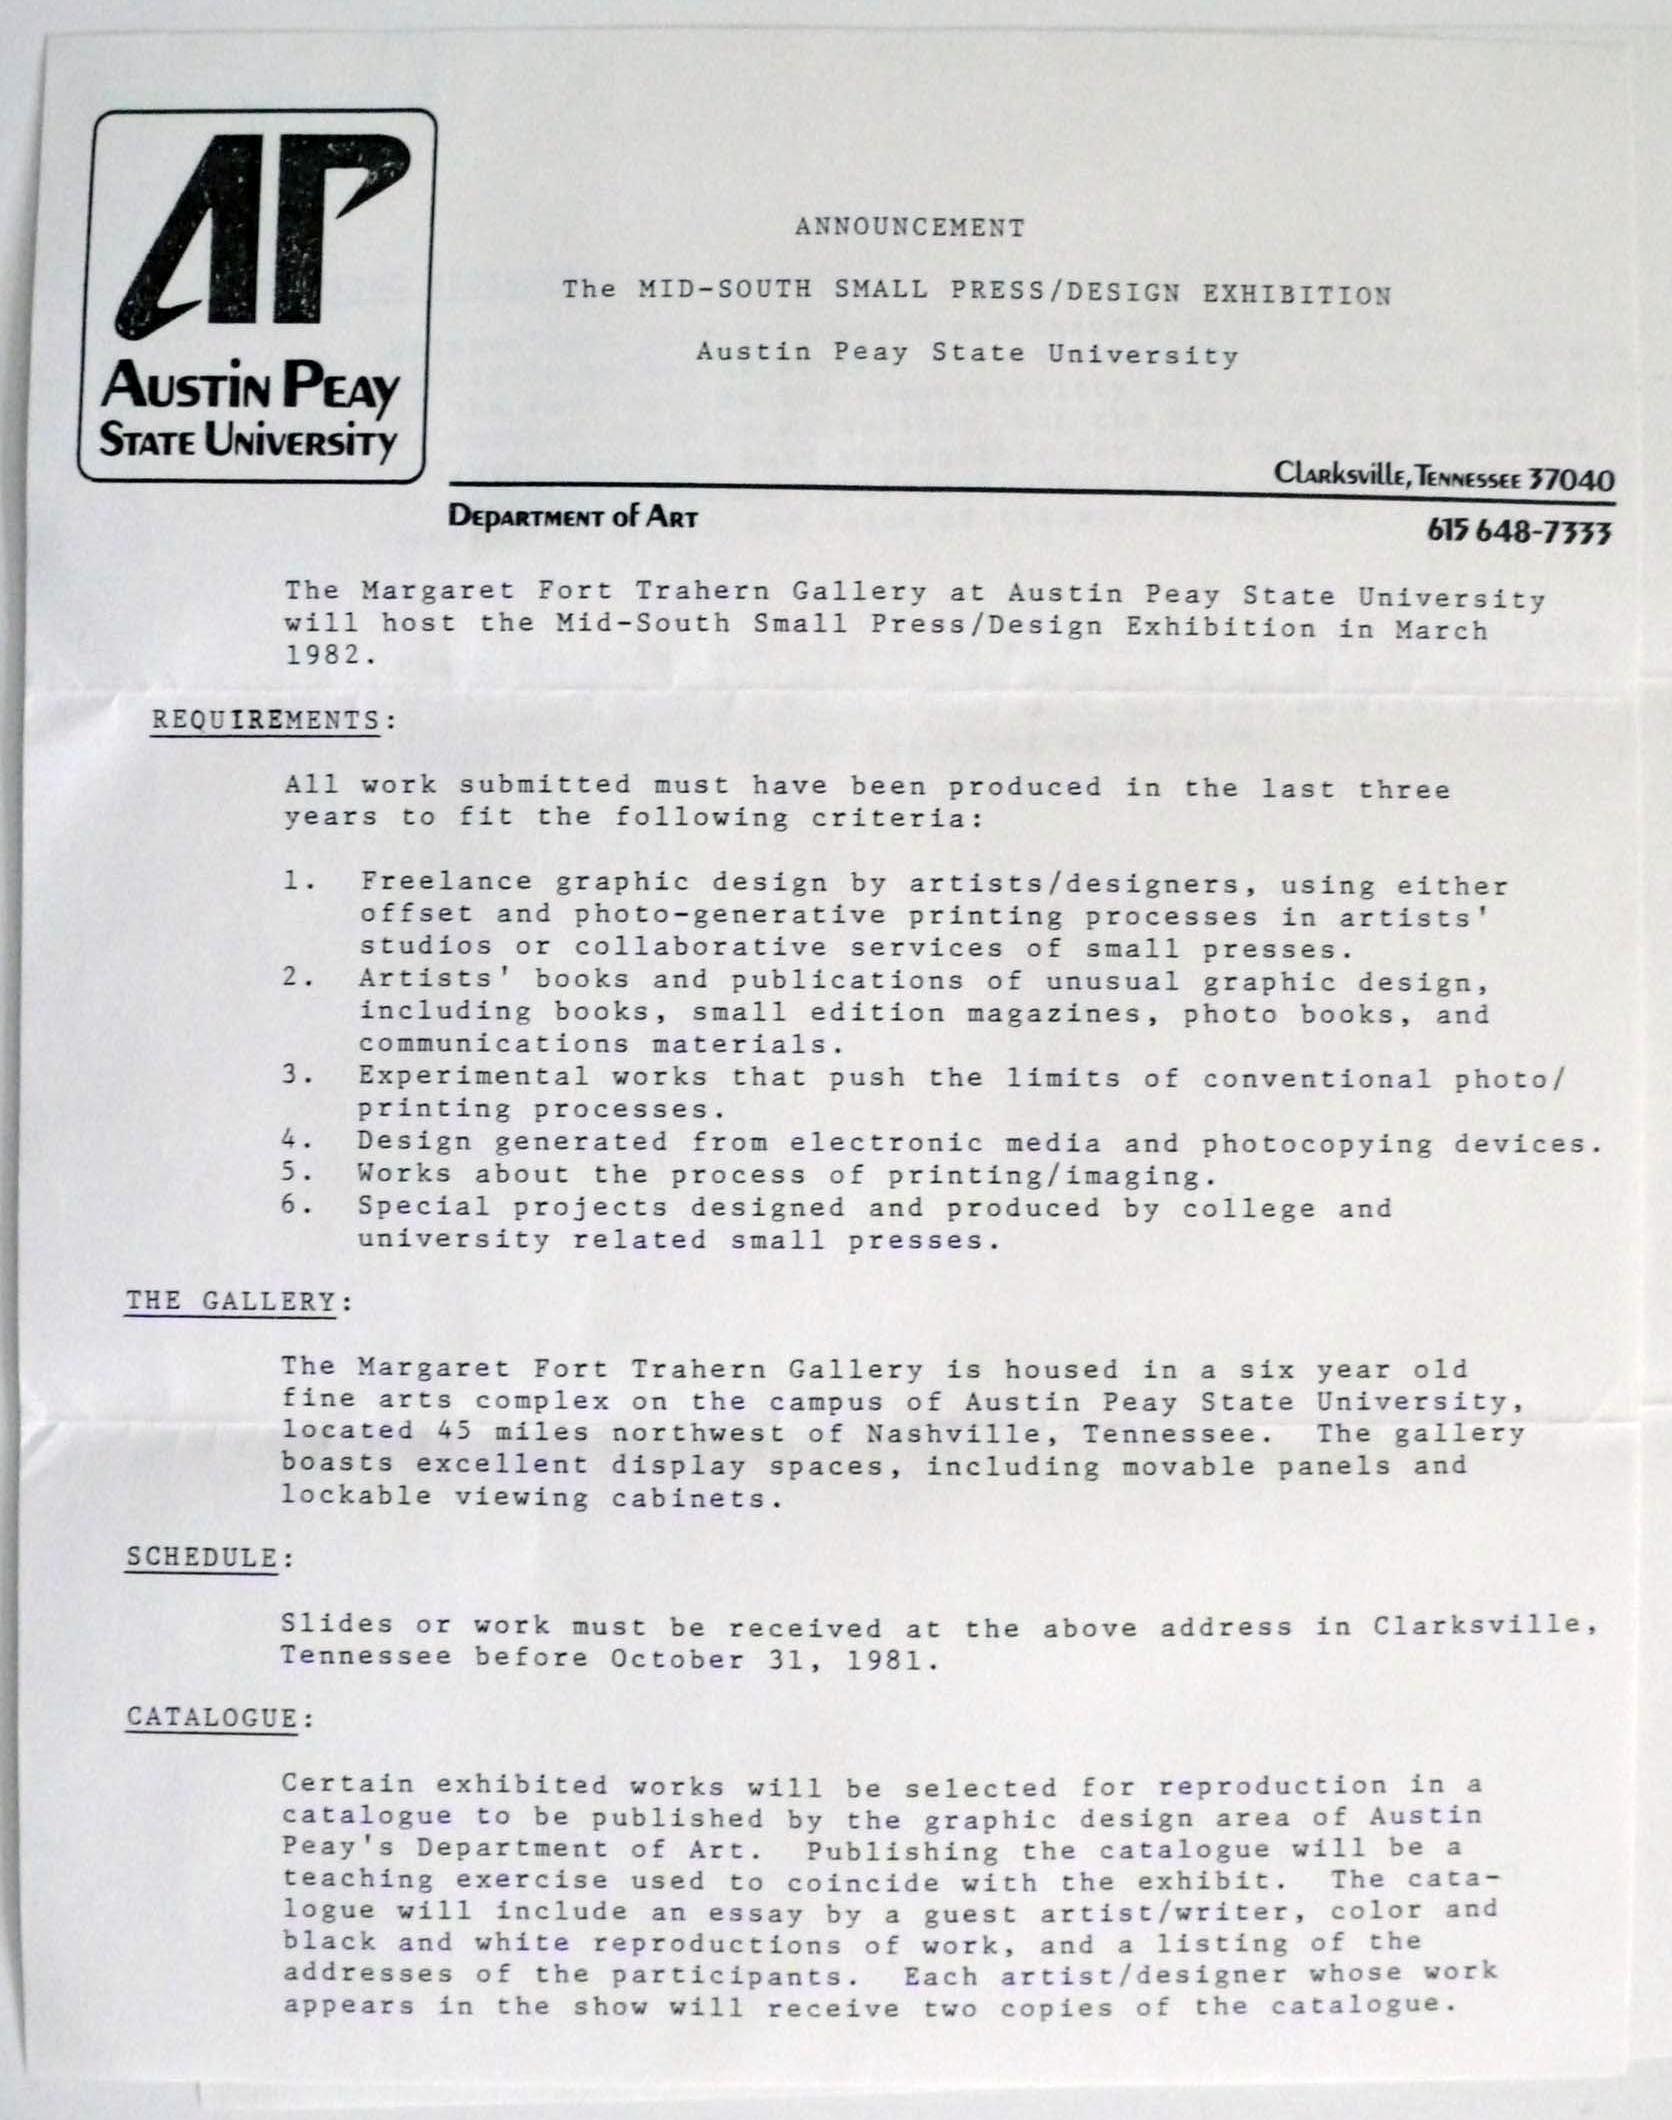 AP
AUSTIN PEAY
STATE UNIVERSITY
ANNOUNCEMENT
The MID-SOUTH SMALL PRESS/DESIGN EXHIBITION
Austin Peay State University
Clarksville, Tennessee 37040
Department of Art
615 648-7333
The Margaret Fort Trahern Gallery at Austin Peay State University
will host the Mid-South Small Press/Design Exhibition in March
1982.
REQUIREMENTS:
All work submitted must have been produced in the last three
years to fit the following criteria:
1. Freelance graphic design by artists/designers, using either
offset and photo-generative printing processes in artists'
studios or collaborative services of small presses.
2. Artists' books and publications of unusual graphic design,
including books, small edition magazines, photo books, and
communications materials.
3. Experimental works that push the limits of conventional photo/
printing processes.
4. Design generated from electronic media and photocopying devices.
5. Works about the process of printing/imaging.
6. Special projects designed and produced by college and
university related small presses.
THE GALLERY:
The Margaret Fort Trahern Gallery is housed in a six year old
fine arts complex on the campus of Austin Peay State University,
located 45 miles northwest of Nashville, Tennessee. The gallery
boasts excellent display spaces, including movable panels and
lockable viewing cabinets.
SCHEDULE:
Slides or work must be received at the above address in Clarksville,
Tennessee before October 31, 1981.
CATALOGUE:
Certain exhibited works will be selected for reproduction in a
catalogue to be published by the graphic design area of Austin
Peay's Department of Art. Publishing the catalogue will be a
teaching exercise used to coincide with the exhibit. The cata-
logue will include an essay by a guest artist/writer, color and
black and white reproductions of work, and a listing of the
addresses of the participants. Each artist/designer whose work
appears in the show will receive two copies of the catalogue.